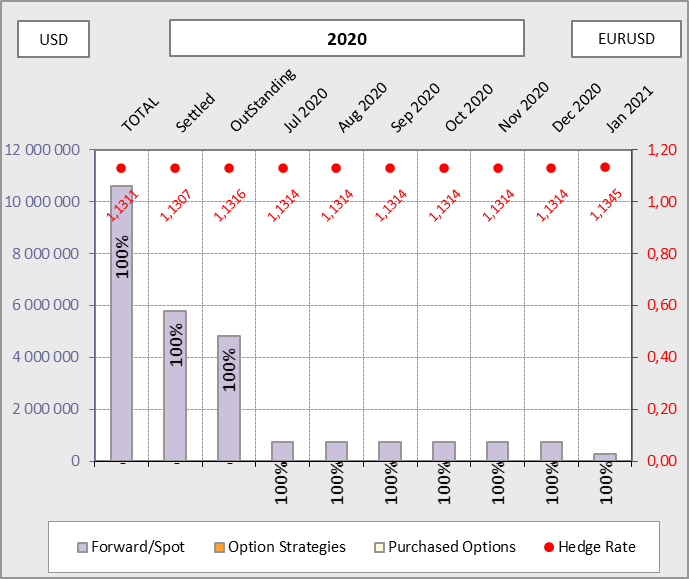 USD
2020
EURUSD
TOTAL
Settled
OutStanding
Jul 2020
Aug 2020
Sep 2020
Oct 2020
Nov 2020
Dec 2020
Jan 2021
12 000 000
10 000 000
8 000 000
6 000 000
4 000 000
2 000 000
0
1,20
1,00
0,80
0,60
0,40
0,20
0,00
1,1311
1,1307
1,1316
1,1314
1,1314
1,1314
1,1314
1,1314
1,1314
1,1345
100%
100%
100%
- - -
100%
100%
100%
100%
100%
100%
100%
Forward/Spot Option Strategies Purchased Options Hedge Rate